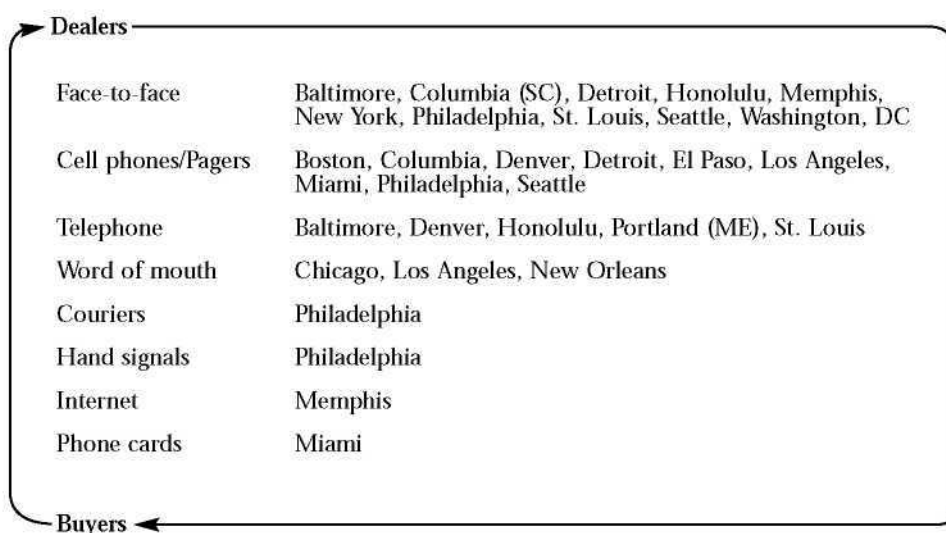 Dealers
Face-to-face Baltimore, Columbia (SC), Detroit, Honolulu, Memphis,
New York, Philadelphia, St. Louis, Seattle, Washington, DC
Cell phones/Pagers Boston, Columbia, Denver, Detroit, El Paso, Los Angeles,
Miami, Philadelphia, Seattle
Telephone Baltimore, Denver, Honolulu, Portland (ME), St. Louis
Word of mouth Chicago, Los Angeles, New Orleans
Couriers Philadelphia
Hand signals Philadelphia
Internet Memphis
Phone cards Miami
Buyers